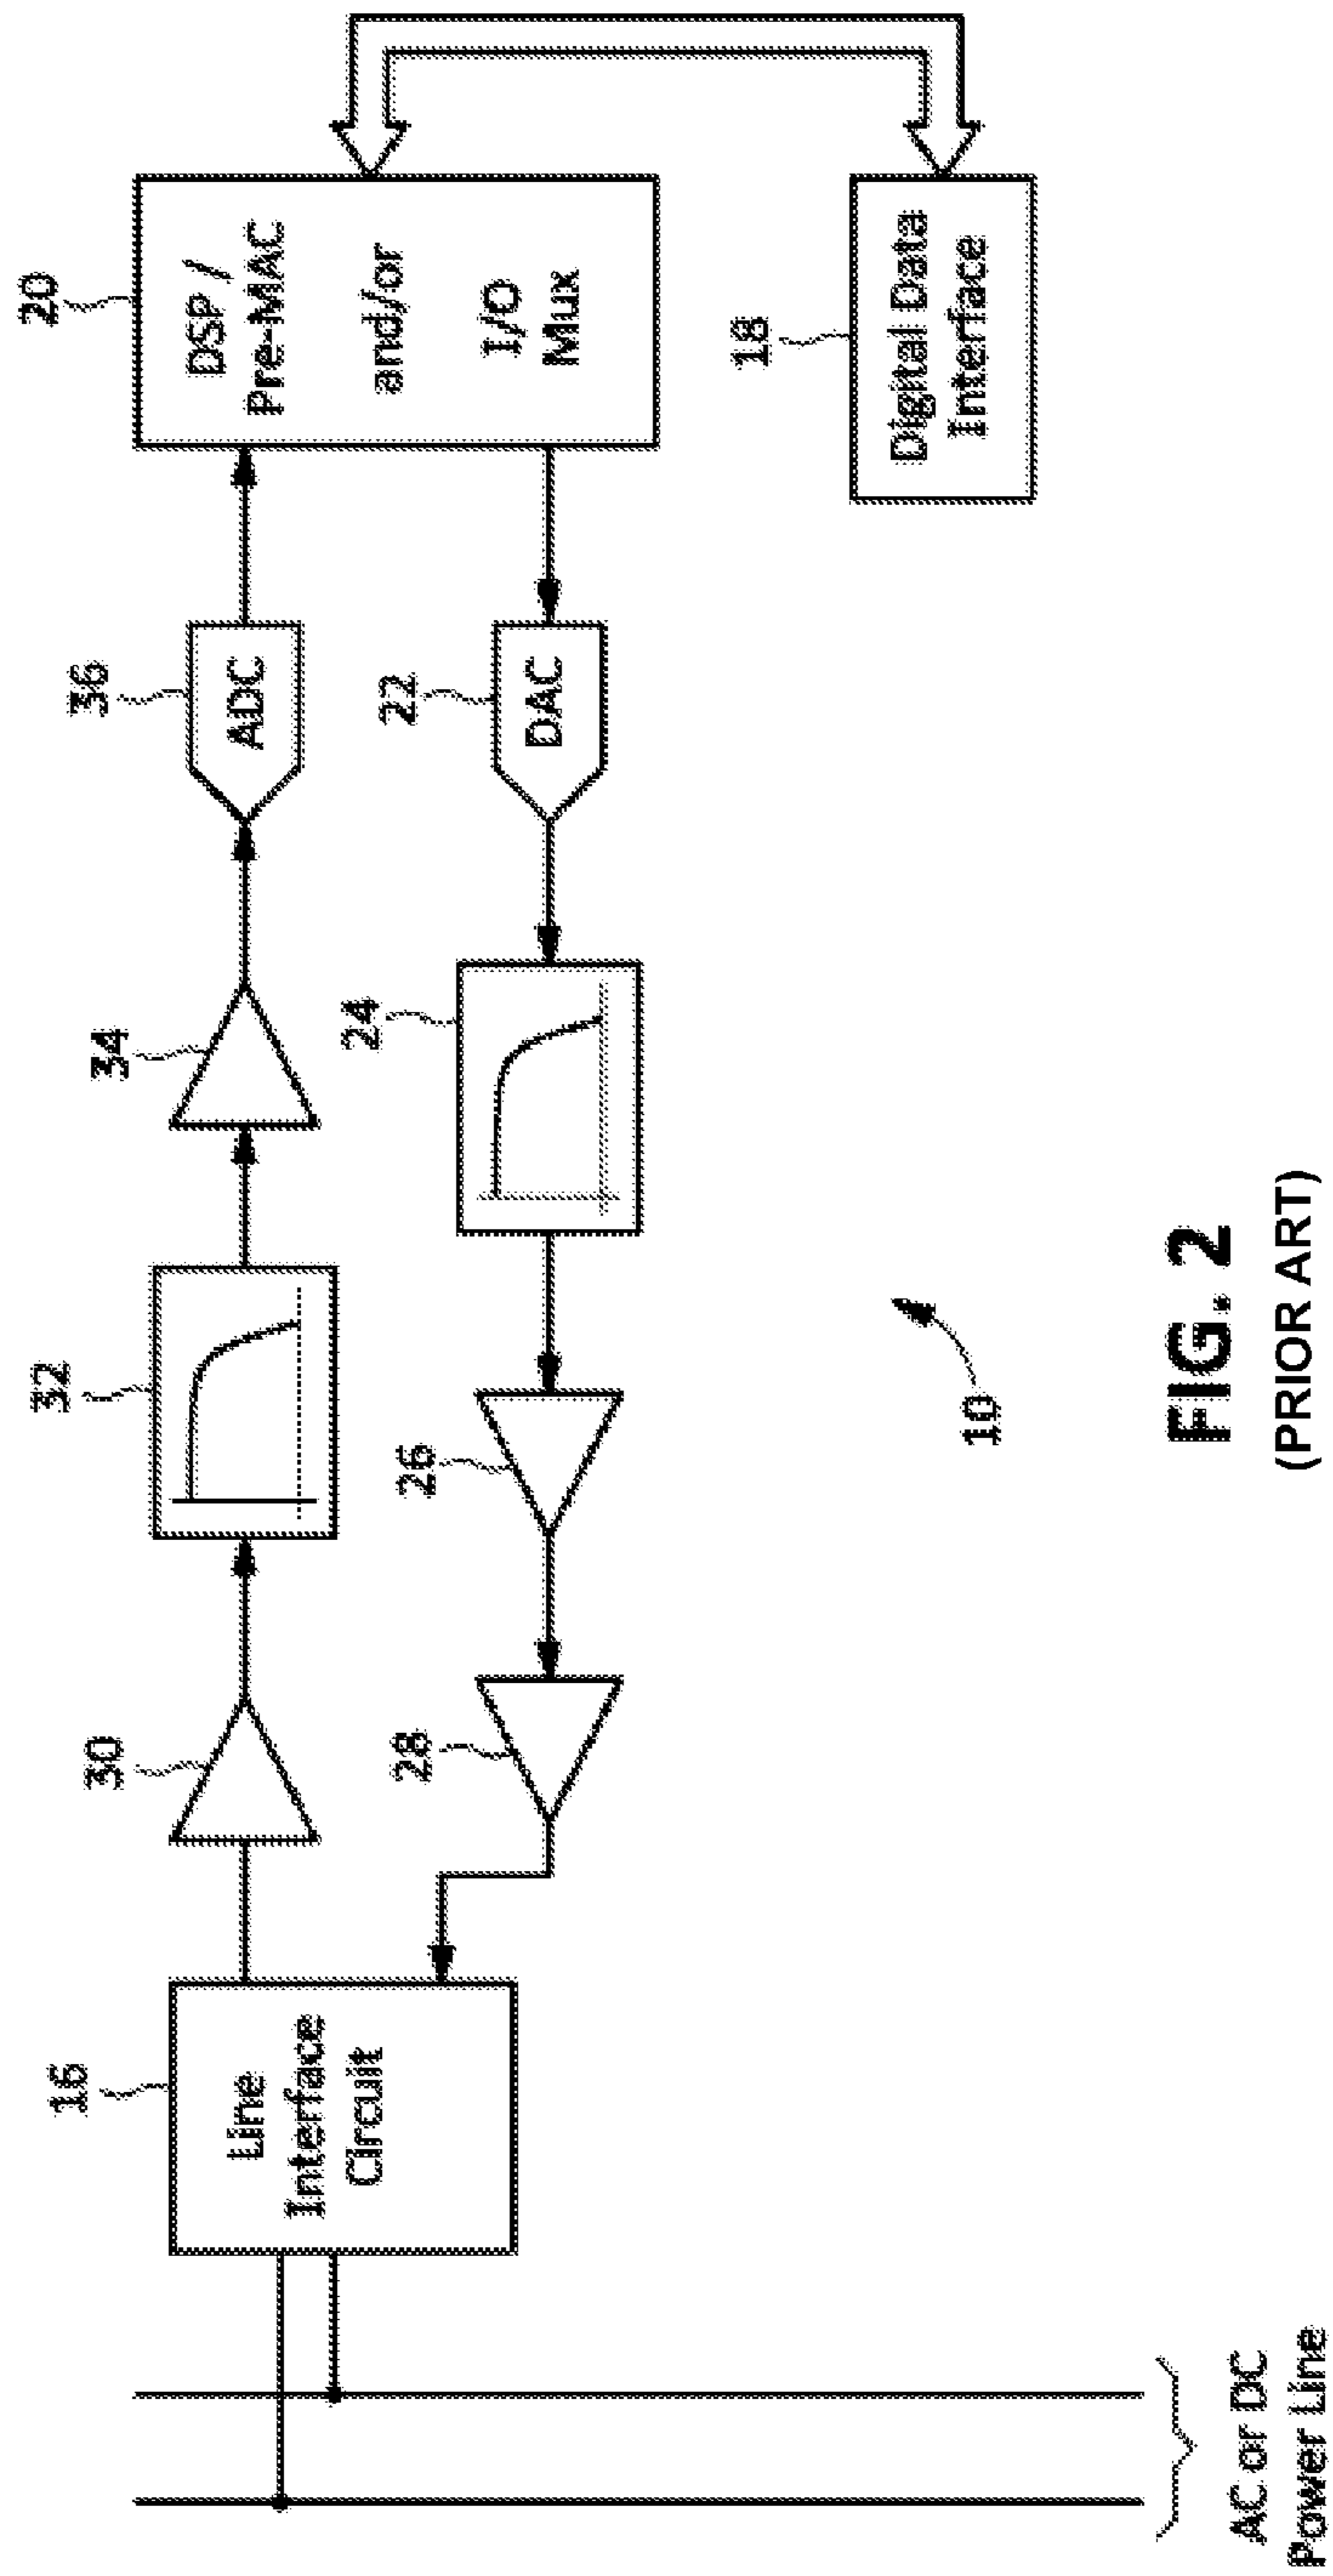 20
DSP /
Pre-MAC
and/or
I/O
Mux
36
ADC
34
32
30
16
Line
Interface
Circuit
22
DAC
24
26
28
18
Digital Data
Interface
10
AC or DC
Power Line
FIG. 2
(PRIOR ART)